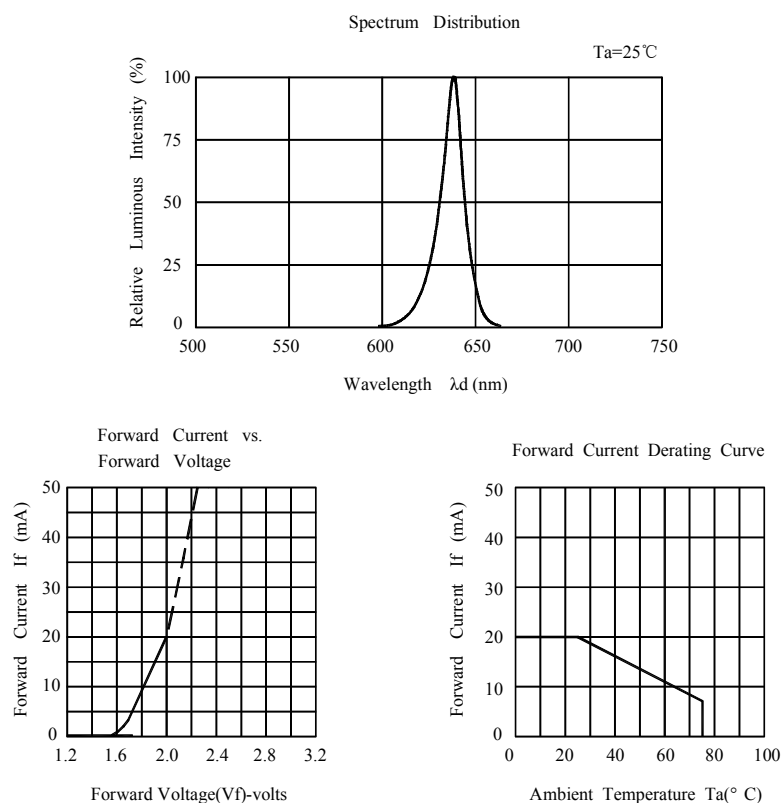 Spectrum Distribution
Ta=25℃
Relative Luminous Intensity (%)
100
75
50
25
0
500 550 600 650 700 750
Wavelength λd (nm)
Forward Current vs.
Forward Voltage
Forward Current If (mA)
50
40
30
20
10
0
1.2 1.6 2.0 2.4 2.8 3.2
Forward Voltage(Vf)-volts
Forward Current Derating Curve
Forward Current If (mA)
50
40
30
20
10
0 20 40 60 80 100
Ambient Temperature Ta(° C)